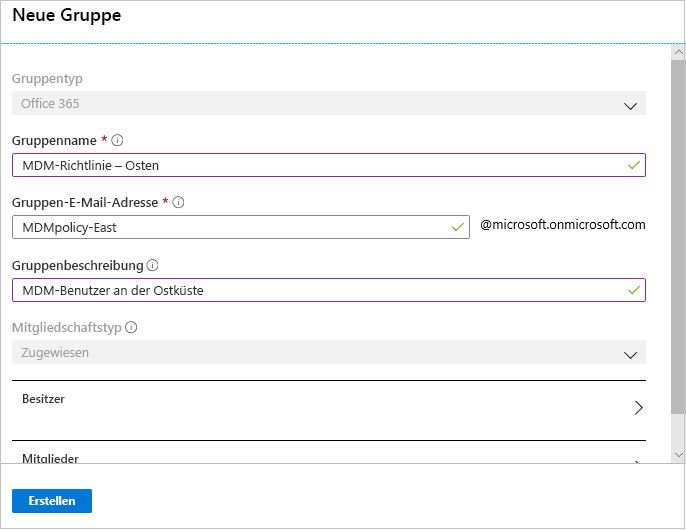 Neue Gruppe
Gruppentyp
Office 365
Gruppenname *
MDM-Richtlinie – Osten
Gruppen-E-Mail-Adresse *
MDMpolicy-East @microsoft.onmicrosoft.com
Gruppenbeschreibung
MDM-Benutzer an der Ostküste
Mitgliedschaftstyp
Zugewiesen
Besitzer
Mitglieder
Erstellen